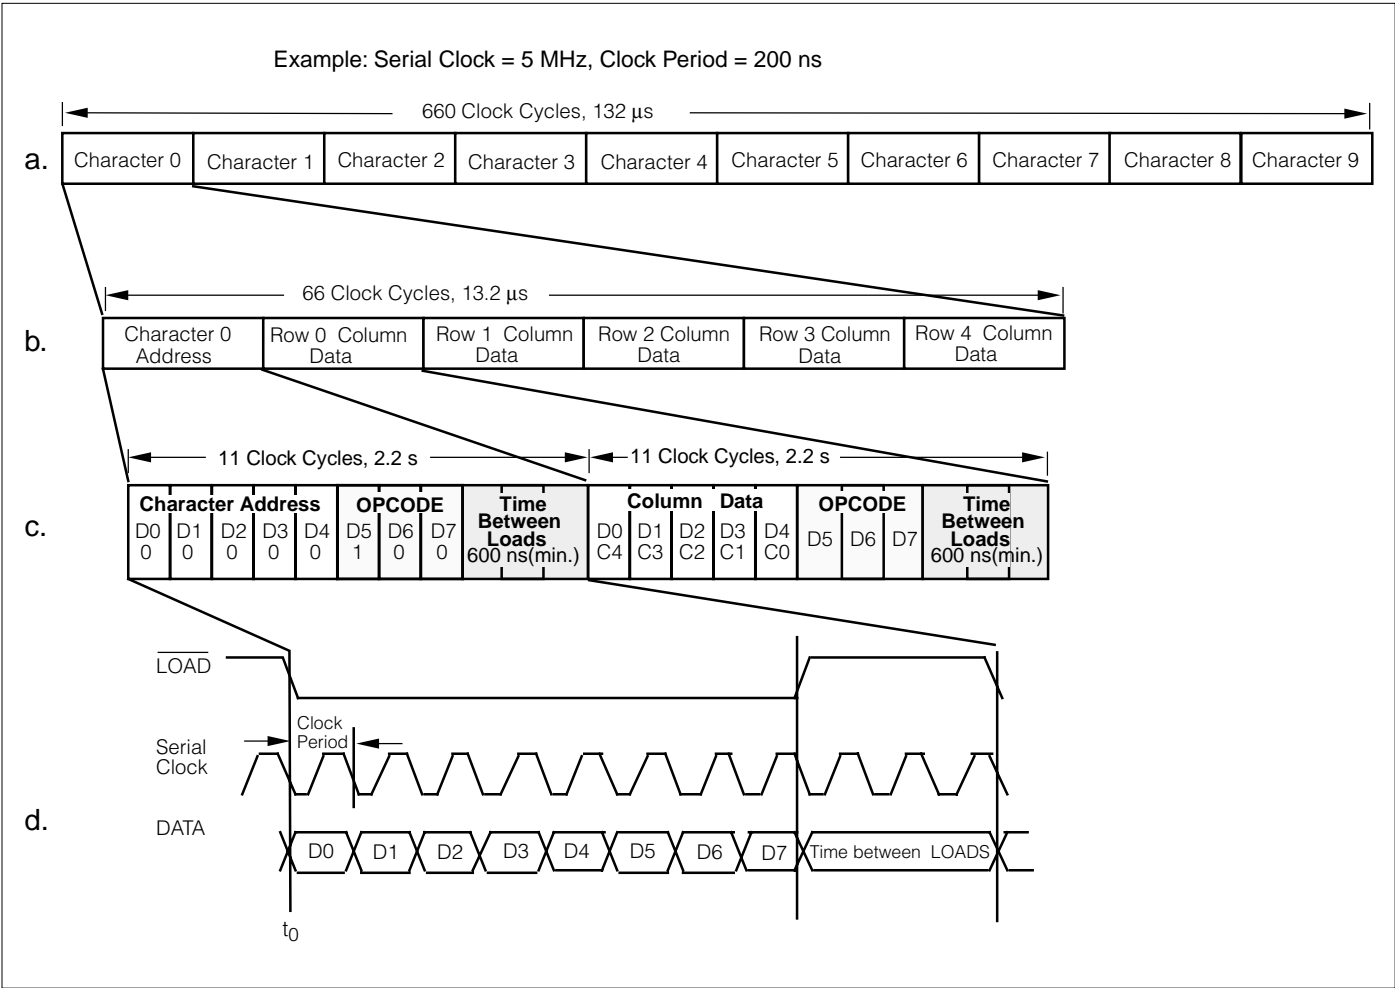 Example: Serial Clock = 5 MHz, Clock Period = 200 ns
660 Clock Cycles, 132 µs
a.
Character 0 Character 1 Character 2 Character 3 Character 4 Character 5 Character 6 Character 7 Character 8 Character 9
66 Clock Cycles, 13.2 µs
b.
Character 0 Row 0 Column Row 1 Column Row 2 Column Row 3 Column Row 4 Column
Address Data Data Data Data Data
11 Clock Cycles, 2.2 s 11 Clock Cycles, 2.2 s
c.
Character Address OPCODE Time Between Loads 600 ns(min.) Column Data OPCODE Time Between Loads 600 ns(min.)
D0 D1 D2 D3 D4 D5 D6 D7 D0 D1 D2 D3 D4 D5 D6 D7
0 0 0 0 0 1 0 0 C4 C3 C2 C1 C0
LOAD
Clock
Period
Serial
Clock
d.
DATA
D0 D1 D2 D3 D4 D5 D6 D7 Time between LOADS
t0